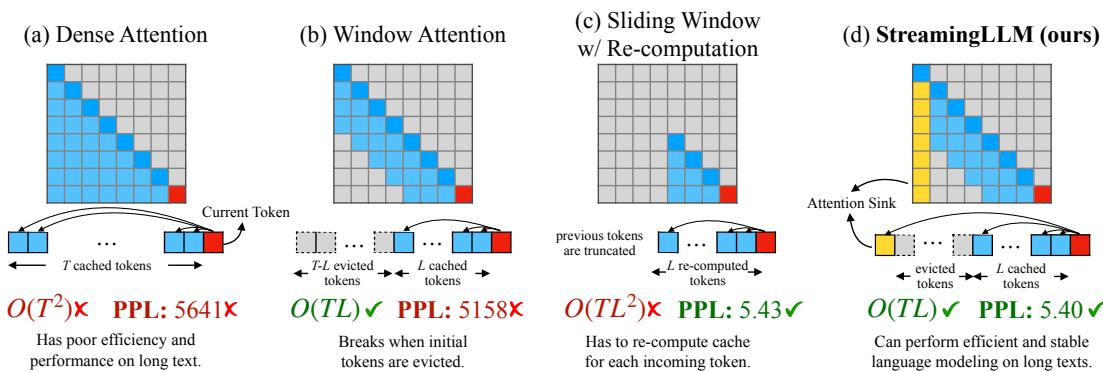 (a) Dense Attention
(b) Window Attention
(c) Sliding Window
w/ Re-computation
(d) StreamingLLM (ours)
Current Token
...
T cached tokens
...
...
T-L evicted
tokens
L cached
tokens
previous tokens
are truncated
...
L re-computed
tokens
Attention Sink
...
...
evicted
tokens
L cached
tokens
O(T²)✗ PPL: 5641✗
O(TL)✓ PPL: 5158✗
O(TL²)✗ PPL: 5.43✓
O(TL)✓ PPL: 5.40✓
Has poor efficiency and
performance on long text.
Breaks when initial
tokens are evicted.
Has to re-compute cache
for each incoming token.
Can perform efficient and stable
language modeling on long texts.